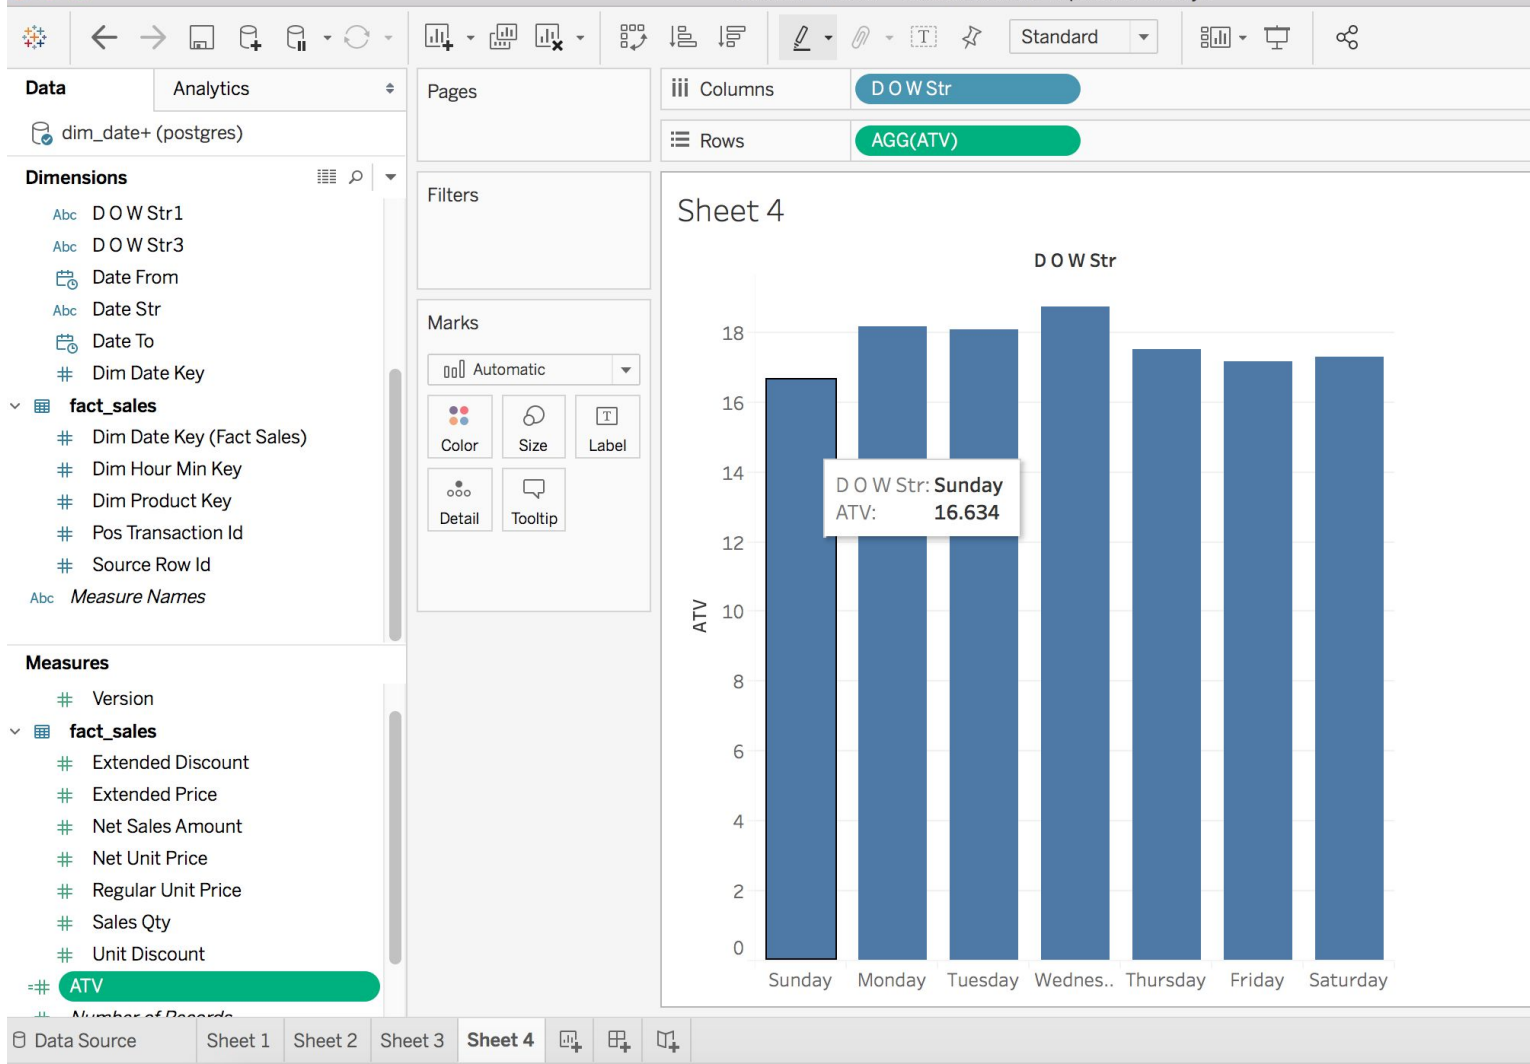 Standard
Data
Analytics
dim_date+ (postgres)
Dimensions
Abc D O W Str1
Abc D O W Str3
Date From
Abc Date Str
Date To
# Dim Date Key
fact_sales
# Dim Date Key (Fact Sales)
# Dim Hour Min Key
# Dim Product Key
# Pos Transaction Id
# Source Row Id
Abc Measure Names
Measures
# Version
fact_sales
# Extended Discount
# Extended Price
# Net Sales Amount
# Net Unit Price
# Regular Unit Price
# Sales Qty
# Unit Discount
=# ATV
# Number of Records
Pages
Filters
Marks
Automatic
Color
Size
T
Label
Detail
Tooltip
Columns
D O W Str
Rows
AGG(ATV)
Sheet 4
D O W Str
18
16
14
12
10
8
6
4
2
0
ATV
D O W Str: Sunday
ATV: 16.634
Sunday Monday Tuesday Wednes.. Thursday Friday Saturday
Data Source Sheet 1 Sheet 2 Sheet 3 Sheet 4